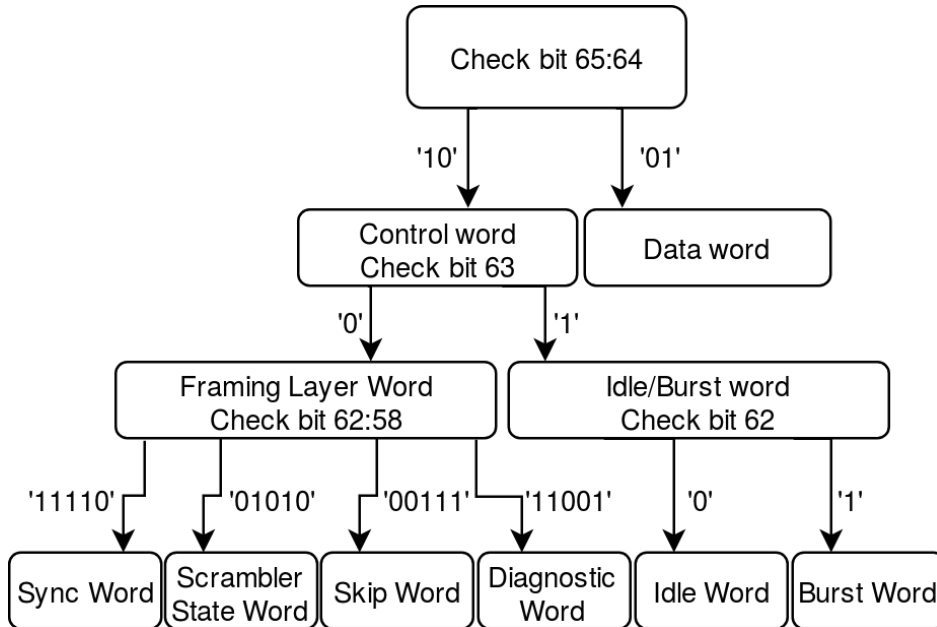 Check bit 65:64
'10'
'01'
Control word
Check bit 63
Data word
'0'
'1'
Framing Layer Word
Check bit 62:58
Idle/Burst word
Check bit 62
'11110'
'01010'
'00111'
'11001'
'0'
'1'
Sync Word
Scrambler
State Word
Skip Word
Diagnostic
Word
Idle Word
Burst Word